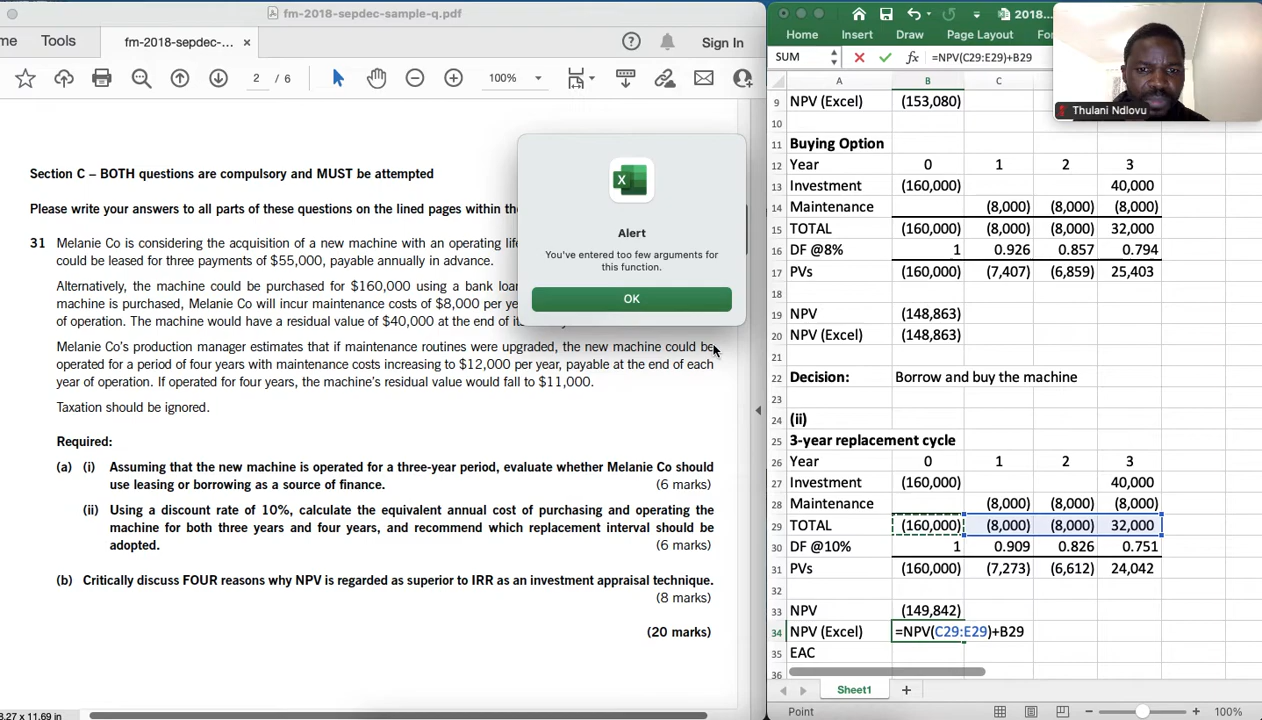 fm-2018-sepdec-sample-q.pdf
me Tools fm-2018-sepdec-... × Sign In
2 / 6 100%
Section C – BOTH questions are compulsory and MUST be attempted
Please write your answers to all parts of these questions on the lined pages within the
31 Melanie Co is considering the acquisition of a new machine with an operating
could be leased for three payments of $55,000, payable annually in advance.
Alternatively, the machine could be purchased for $160,000 using a bank
machine is purchased, Melanie Co will incur maintenance costs of $8,000 per
of operation. The machine would have a residual value of $40,000 at the end of
Melanie Co's production manager estimates that if maintenance routines were upgraded, the new machine could be
operated for a period of four years with maintenance costs increasing to $12,000 per year, payable at the end of each
year of operation. If operated for four years, the machine's residual value would fall to $11,000.
Taxation should be ignored.
Required:
(a) (i) Assuming that the new machine is operated for a three-year period, evaluate whether Melanie Co should
use leasing or borrowing as a source of finance. (6 marks)
(ii) Using a discount rate of 10%, calculate the equivalent annual cost of purchasing and operating the
machine for both three years and four years, and recommend which replacement interval should be
adopted. (6 marks)
(b) Critically discuss FOUR reasons why NPV is regarded as superior to IRR as an investment appraisal technique.
(8 marks)
(20 marks)
8.27 x 11.69 in
Alert
You've entered too few arguments for
this function.
OK
2018...
Home Insert Draw Page Layout
SUM fx =NPV(C29:E29)+B29
A B C
9 NPV (Excel) (153,080)
10
11 Buying Option
12 Year 0 1 2 3
13 Investment (160,000) 40,000
14 Maintenance (8,000) (8,000) (8,000)
15 TOTAL (160,000) (8,000) (8,000) 32,000
16 DF @8% 1 0.926 0.857 0.794
17 PVs (160,000) (7,407) (6,859) 25,403
18
19 NPV (148,863)
20 NPV (Excel) (148,863)
21
22 Decision: Borrow and buy the machine
23
24 (ii)
25 3-year replacement cycle
26 Year 0 1 2 3
27 Investment (160,000) 40,000
28 Maintenance (8,000) (8,000) (8,000)
29 TOTAL (160,000) (8,000) (8,000) 32,000
30 DF @10% 1 0.909 0.826 0.751
31 PVs (160,000) (7,273) (6,612) 24,042
32
33 NPV (149,842)
34 NPV (Excel) =NPV(C29:E29)+B29
35 EAC
36
Sheet1 +
Point 100%
Thulani Ndlovu